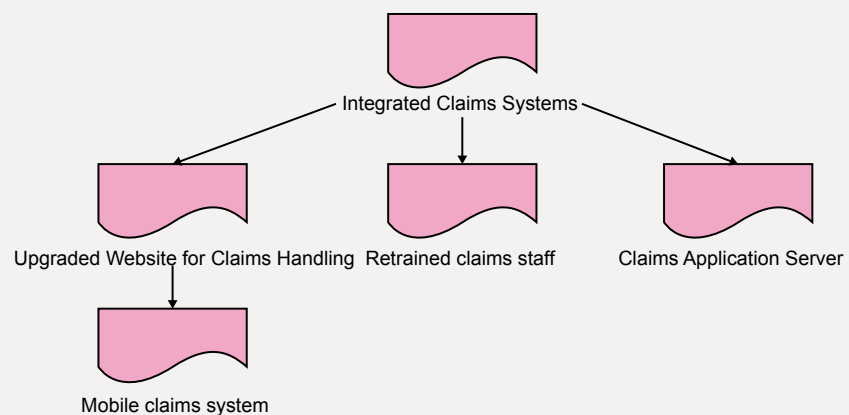 Integrated Claims Systems
Upgraded Website for Claims Handling
Retrained claims staff
Claims Application Server
Mobile claims system